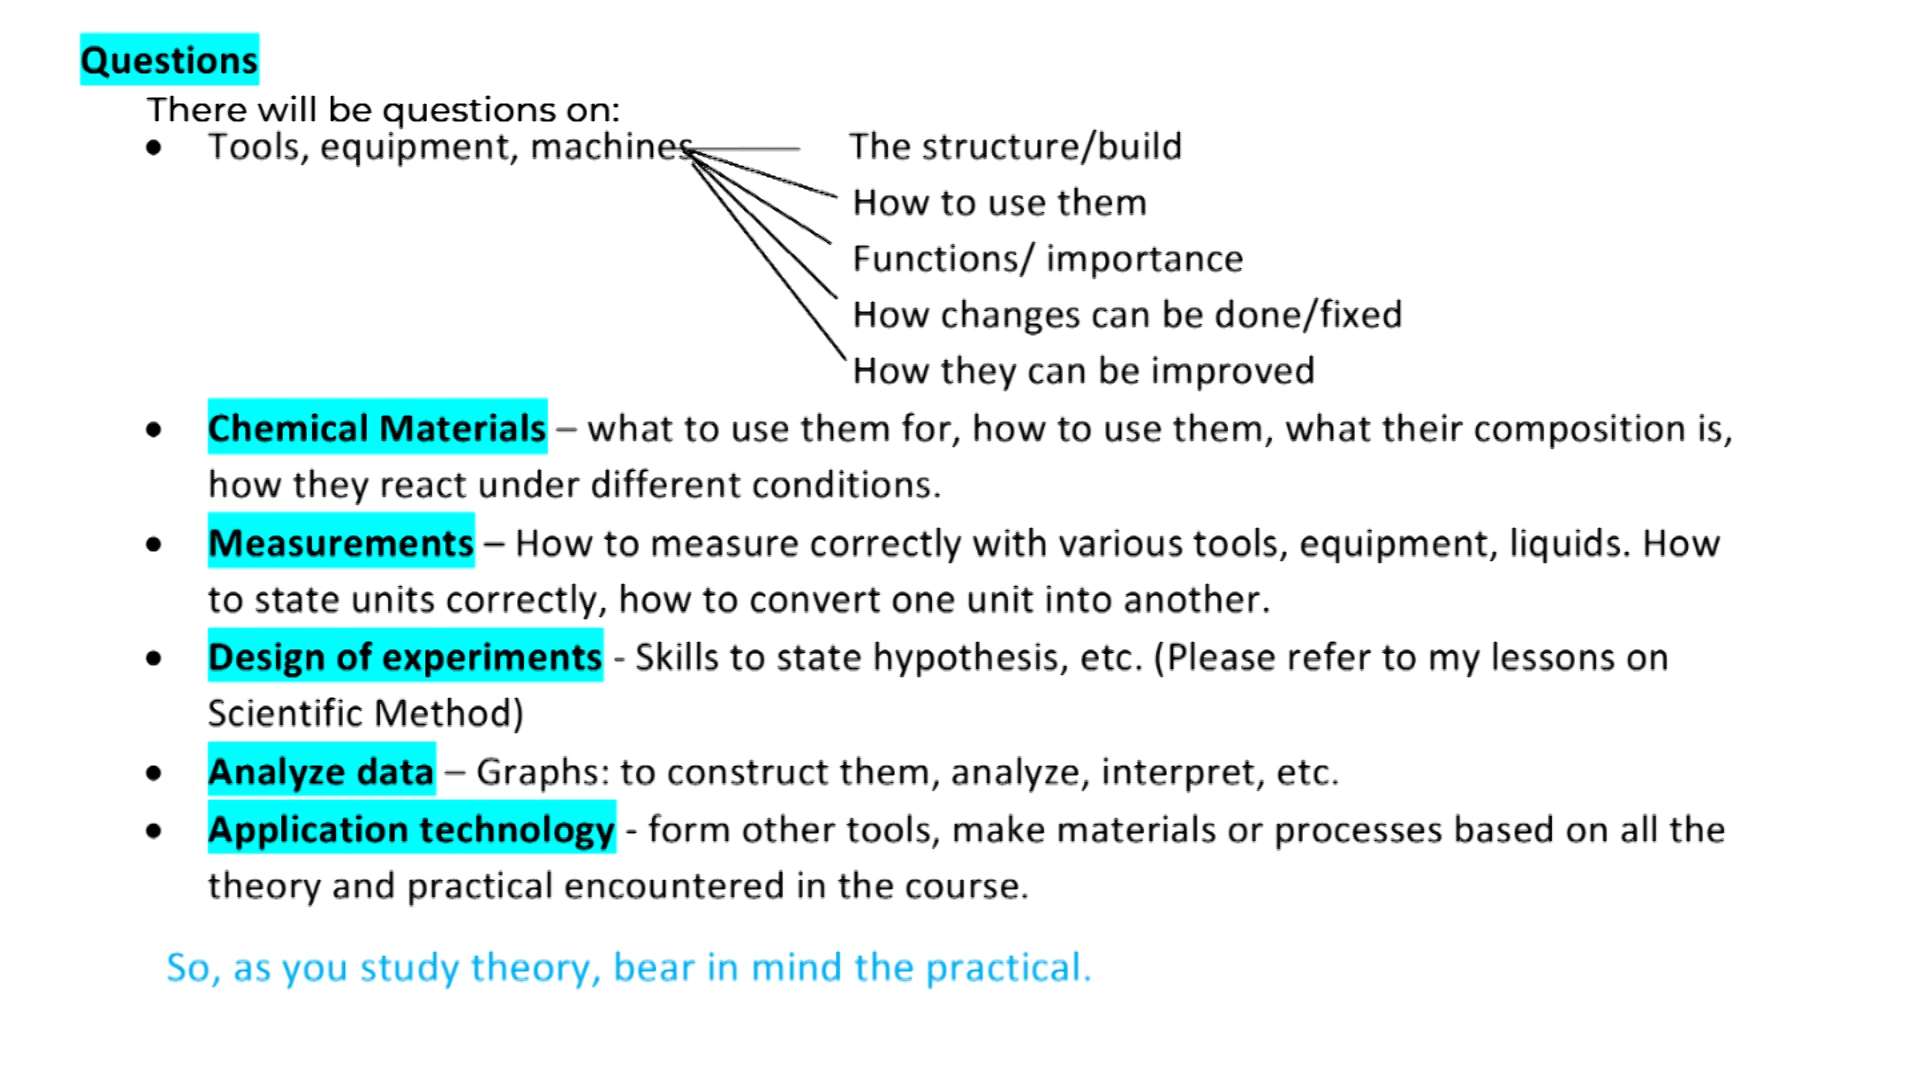 Questions
There will be questions on:
• Tools, equipment, machines The structure/build
How to use them
Functions/ importance
How changes can be done/fixed
How they can be improved
• Chemical Materials – what to use them for, how to use them, what their composition is,
how they react under different conditions.
• Measurements – How to measure correctly with various tools, equipment, liquids. How
to state units correctly, how to convert one unit into another.
• Design of experiments - Skills to state hypothesis, etc. (Please refer to my lessons on
Scientific Method)
• Analyze data – Graphs: to construct them, analyze, interpret, etc.
• Application technology - form other tools, make materials or processes based on all the
theory and practical encountered in the course.
So, as you study theory, bear in mind the practical.